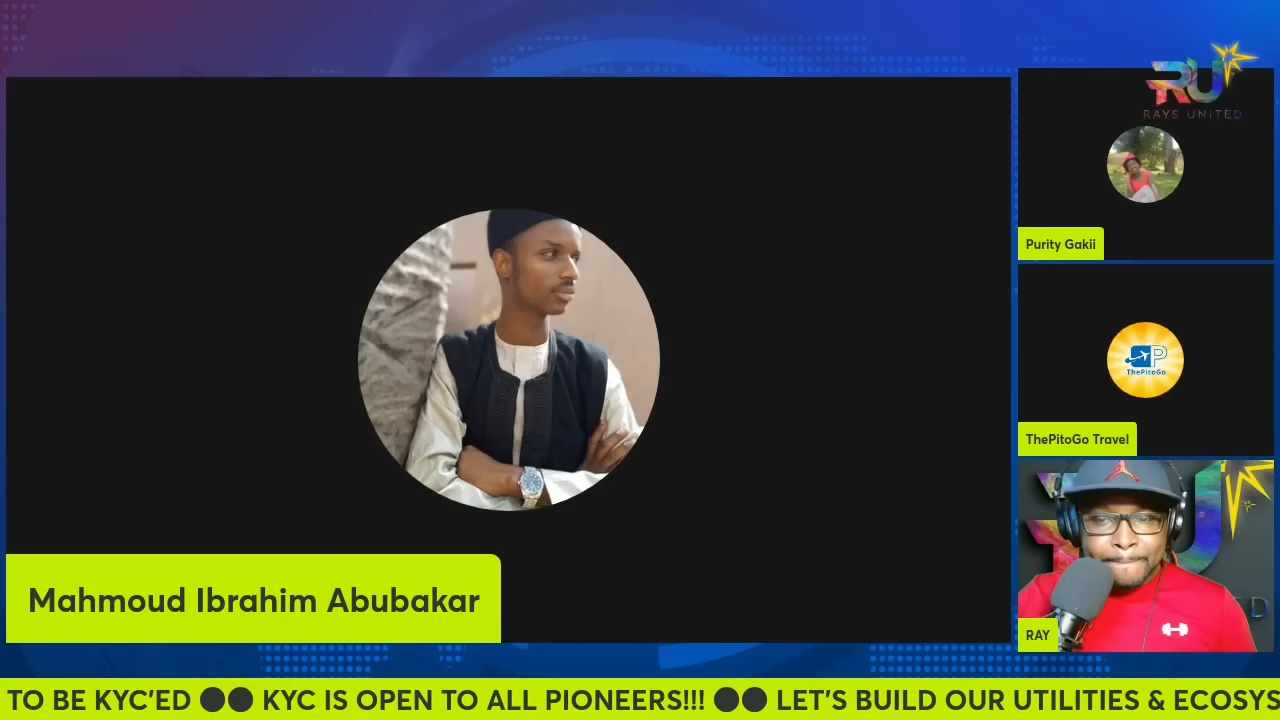 RU
RAYS UNITED
Purity Gakii
P
ThePitoGo
ThePitoGo Travel
Mahmoud Ibrahim Abubakar
RAY
TO BE KYC'ED ⚫⚫ KYC IS OPEN TO ALL PIONEERS!!! ⚫⚫ LET'S BUILD OUR UTILITIES & ECOSYS